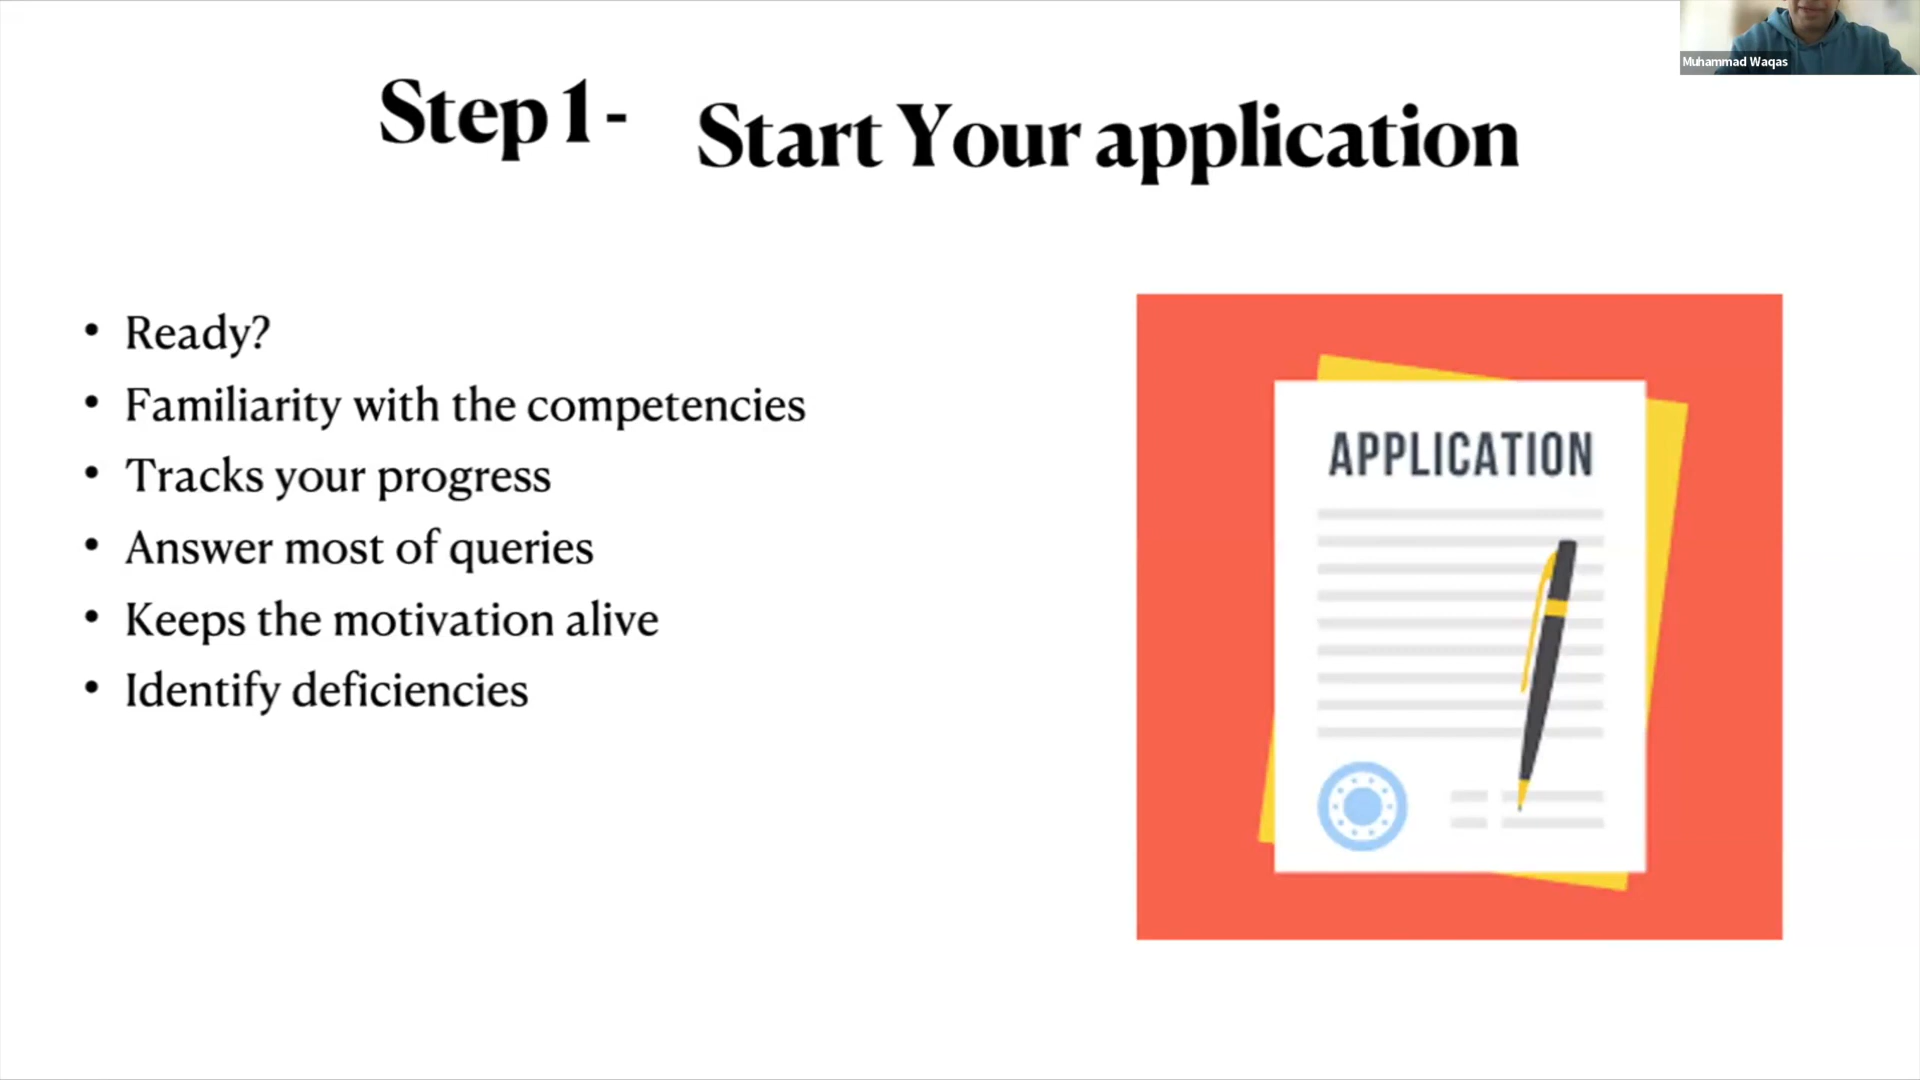 Muhammad Waqas
Step 1 - Start Your application
• Ready?
• Familiarity with the competencies
• Tracks your progress
• Answer most of queries
• Keeps the motivation alive
• Identify deficiencies
APPLICATION